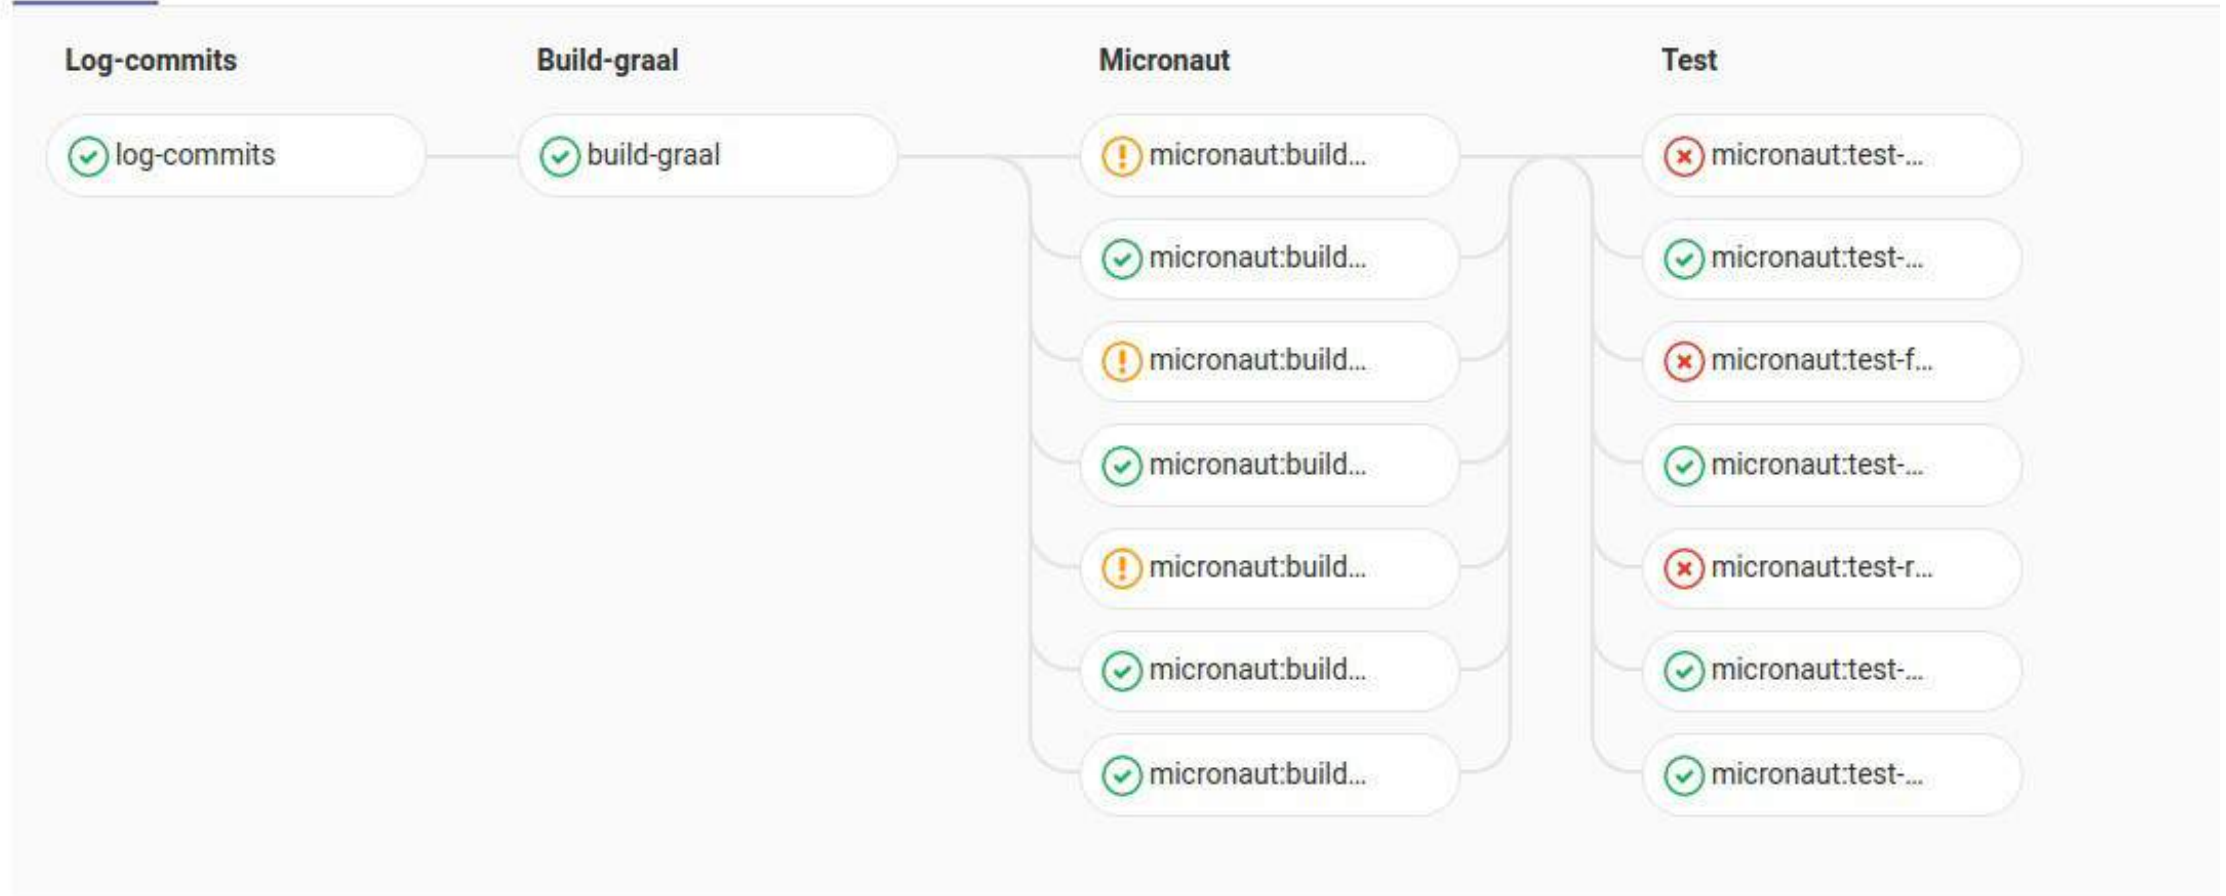 Log-commits
Build-graal
Micronaut
Test
log-commits
build-graal
micronaut:build...
micronaut:test-...
micronaut:build...
micronaut:test-...
micronaut:build...
micronaut:test-f...
micronaut:build...
micronaut:test-...
micronaut:build...
micronaut:test-r...
micronaut:build...
micronaut:test-...
micronaut:build...
micronaut:test-...